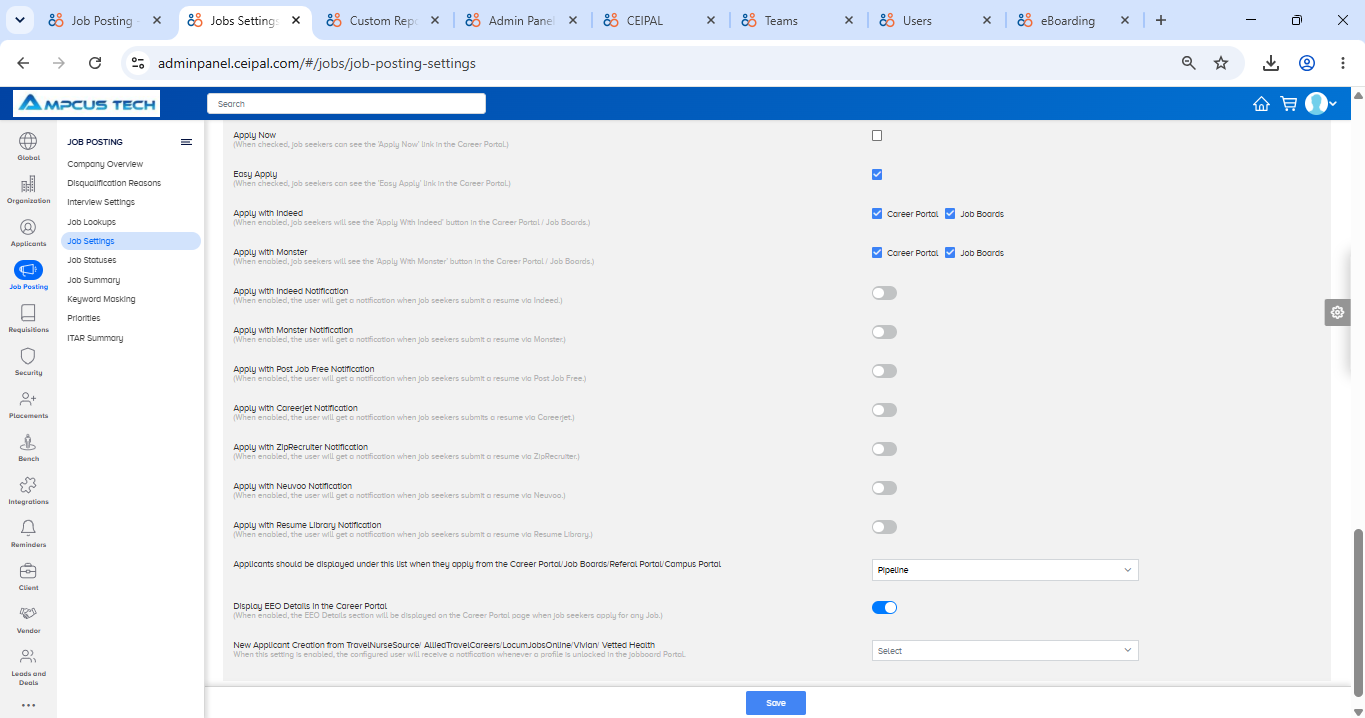 Job Posting -
Jobs Settings
Custom Repo
Admin Panel
CEIPAL
Teams
Users
eBoarding
adminpanel.ceipal.com/#/jobs/job-posting-settings
AMPCUS TECH
Search
Global
Organization
Applicants
Job Posting
Requisitions
Security
Placements
Bench
Integrations
Reminders
Client
Vendor
Leads and
Deals
JOB POSTING
Company Overview
Disqualification Reasons
Interview Settings
Job Lookups
Job Settings
Job Statuses
Job Summary
Keyword Masking
Priorities
ITAR Summary
Apply Now
(When checked, job seekers can see the 'Apply Now' link in the Career Portal.)
Easy Apply
(When checked, job seekers can see the 'Easy Apply' link in the Career Portal.)
Apply with Indeed
(When enabled, job seekers will see the 'Apply With Indeed' button in the Career Portal / Job Boards.)
Career Portal
Job Boards
Apply with Monster
(When enabled, job seekers will see the 'Apply With Monster' button in the Career Portal / Job Boards.)
Career Portal
Job Boards
Apply with Indeed Notification
(When enabled, the user will get a notification when job seekers submit a resume via Indeed.)
Apply with Monster Notification
(When enabled, the user will get a notification when job seekers submit a resume via Monster.)
Apply with Post Job Free Notification
(When enabled, the user will get a notification when job seekers submit a resume via Post Job Free.)
Apply with Careerjet Notification
(When enabled, the user will get a notification when job seekers submits a resume via Careerjet.)
Apply with ZipRecruiter Notification
(When enabled, the user will get a notification when job seekers submit a resume via ZipRecruiter.)
Apply with Neuvoo Notification
(When enabled, the user will get a notification when job seekers submit a resume via Neuvoo.)
Apply with Resume Library Notification
(When enabled, the user will get a notification when job seekers submit a resume via Resume Library.)
Applicants should be displayed under this list when they apply from the Career Portal/Job Boards/Referal Portal/Campus Portal
Pipeline
Display EEO Details in the Career Portal
(When enabled, the EEO Details section will be displayed on the Career Portal page when job seekers apply for any Job.)
New Applicant Creation from TravelNurseSource/ AlliedTravelCareers/LocumJobsOnline/Vivian/ Vetted Health
When this setting is enabled, the configured user will receive a notification whenever a profile is unlocked in the jobboard Portal.
Select
Save